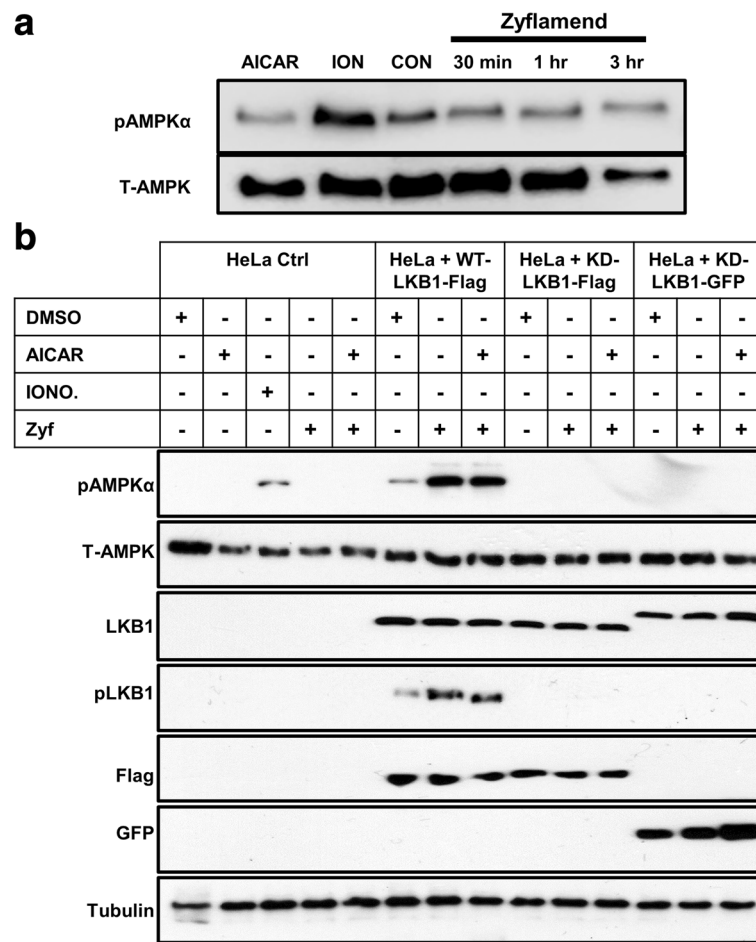 a
Zyflamend
AICAR ION CON 30 min 1 hr 3 hr
pAMPKα
T-AMPK
b
HeLa Ctrl HeLa + WT-LKB1-Flag HeLa + KD-LKB1-Flag HeLa + KD-LKB1-GFP
DMSO + - - - - + - - + - - + - -
AICAR - + - - + - - + - - + - - +
IONO. - - + - - - - - - - - - - -
Zyf - - - + + - + + - + + - + +
pAMPKα
T-AMPK
LKB1
pLKB1
Flag
GFP
Tubulin